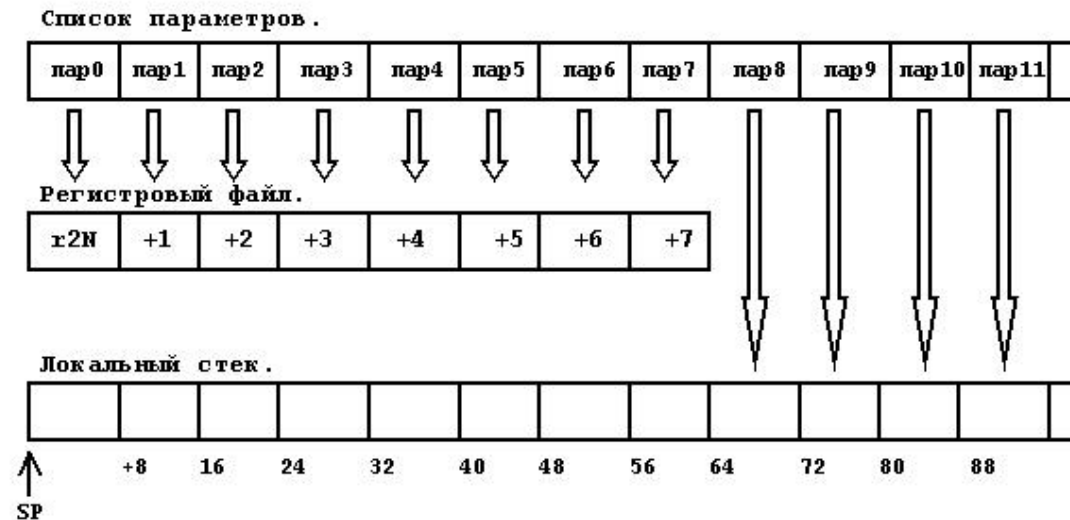 Список параметров.
пар0 пар1 пар2 пар3 пар4 пар5 пар6 пар7 пар8 пар9 пар10 пар11
Регистровый файл.
r2N +1 +2 +3 +4 +5 +6 +7
Локальный стек.
+8 16 24 32 40 48 56 64 72 80 88
SP